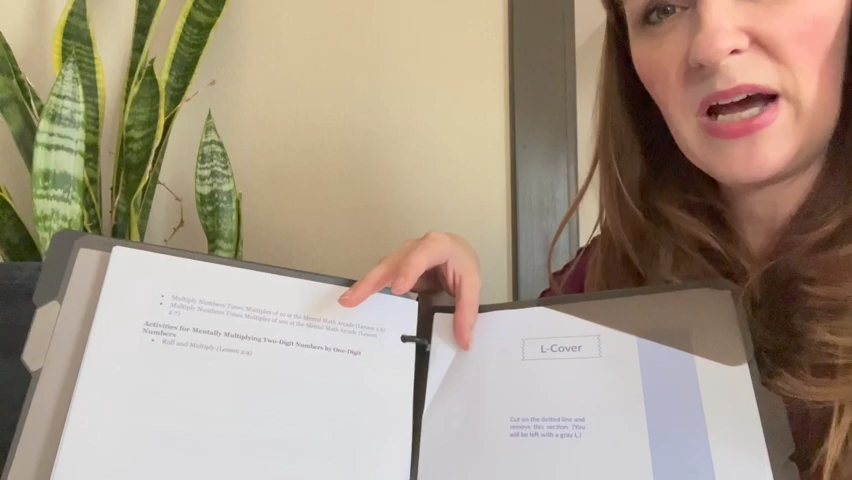 Multiply Numbers Times Multiples of 10 at the Mental Math Arcade (Lesson 2.6)
Multiply Numbers Times Multiples of 100 at the Mental Math Arcade (Lesson
2.7)
Activities for Mentally Multiplying Two-Digit Numbers by One-Digit
Numbers
Roll and Multiply (Lesson 2.9)
L-Cover
Cut on the dotted line and
remove this section. (You
will be left with a gray L.)